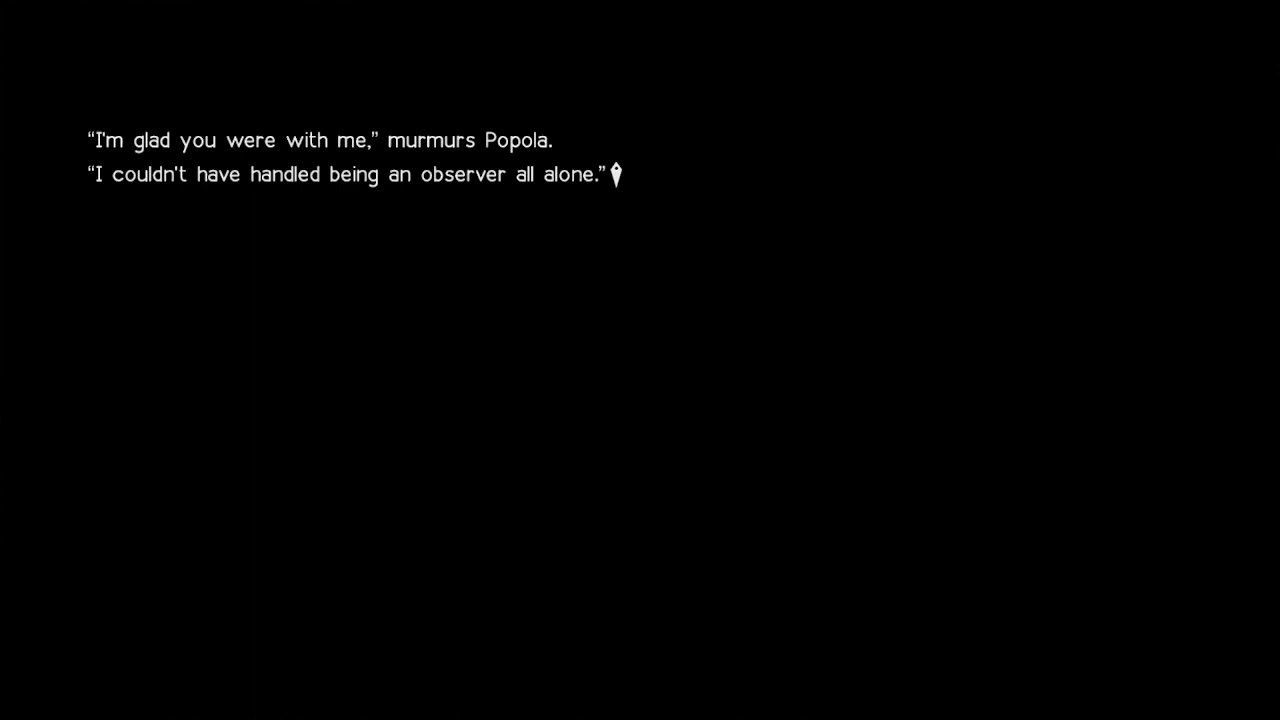 “I'm glad you were with me,” murmurs Popola.
“I couldn't have handled being an observer all alone.”